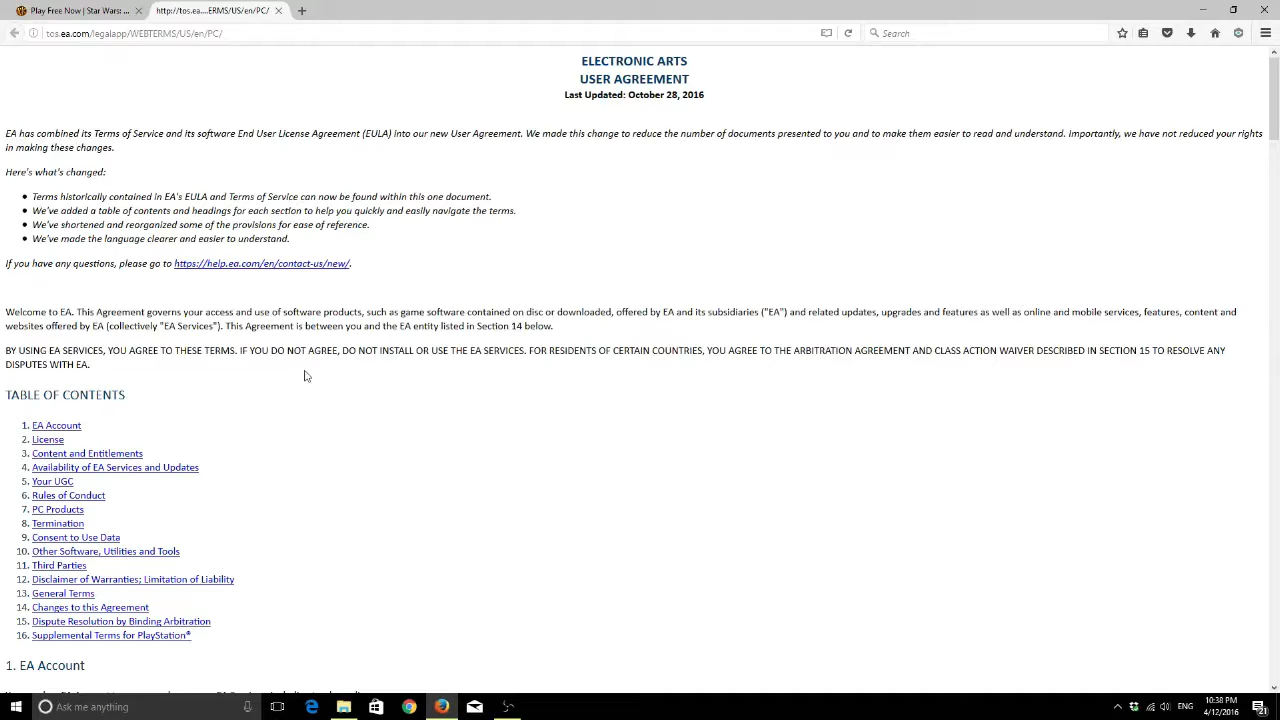 Play Free Now | Star Wars: ...
http://tos.ea....ERMS/US/en/PC/
tos.ea.com/legalapp/WEBTERMS/US/en/PC/
Search
ELECTRONIC ARTS
USER AGREEMENT
Last Updated: October 28, 2016
EA has combined its Terms of Service and its software End User License Agreement (EULA) into our new User Agreement. We made this change to reduce the number of documents presented to you and to make them easier to read and understand. Importantly, we have not reduced your rights
in making these changes.
Here's what's changed:
● Terms historically contained in EA's EULA and Terms of Service can now be found within this one document.
● We've added a table of contents and headings for each section to help you quickly and easily navigate the terms.
● We've shortened and reorganized some of the provisions for ease of reference.
● We've made the language clearer and easier to understand.
If you have any questions, please go to https://help.ea.com/en/contact-us/new/.
Welcome to EA. This Agreement governs your access and use of software products, such as game software contained on disc or downloaded, offered by EA and its subsidiaries ("EA") and related updates, upgrades and features as well as online and mobile services, features, content and
websites offered by EA (collectively "EA Services"). This Agreement is between you and the EA entity listed in Section 14 below.
BY USING EA SERVICES, YOU AGREE TO THESE TERMS. IF YOU DO NOT AGREE, DO NOT INSTALL OR USE THE EA SERVICES. FOR RESIDENTS OF CERTAIN COUNTRIES, YOU AGREE TO THE ARBITRATION AGREEMENT AND CLASS ACTION WAIVER DESCRIBED IN SECTION 15 TO RESOLVE ANY
DISPUTES WITH EA.
TABLE OF CONTENTS
1. EA Account
2. License
3. Content and Entitlements
4. Availability of EA Services and Updates
5. Your UGC
6. Rules of Conduct
7. PC Products
8. Termination
9. Consent to Use Data
10. Other Software, Utilities and Tools
11. Third Parties
12. Disclaimer of Warranties; Limitation of Liability
13. General Terms
14. Changes to this Agreement
15. Dispute Resolution by Binding Arbitration
16. Supplemental Terms for PlayStation®
1. EA Account
Ask me anything
ENG
10:38 PM
4/12/2016